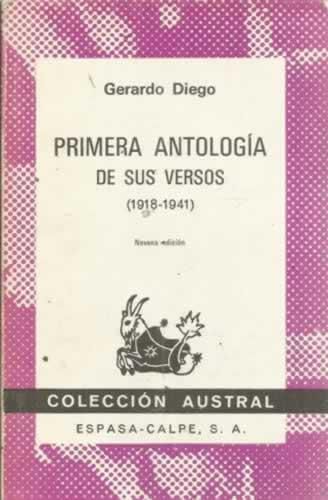 Gerardo Diego
PRIMERA ANTOLOGÍA
DE SUS VERSOS
(1918-1941)
Novena edición
COLECCIÓN AUSTRAL
ESPASA-CALPE, S. A.